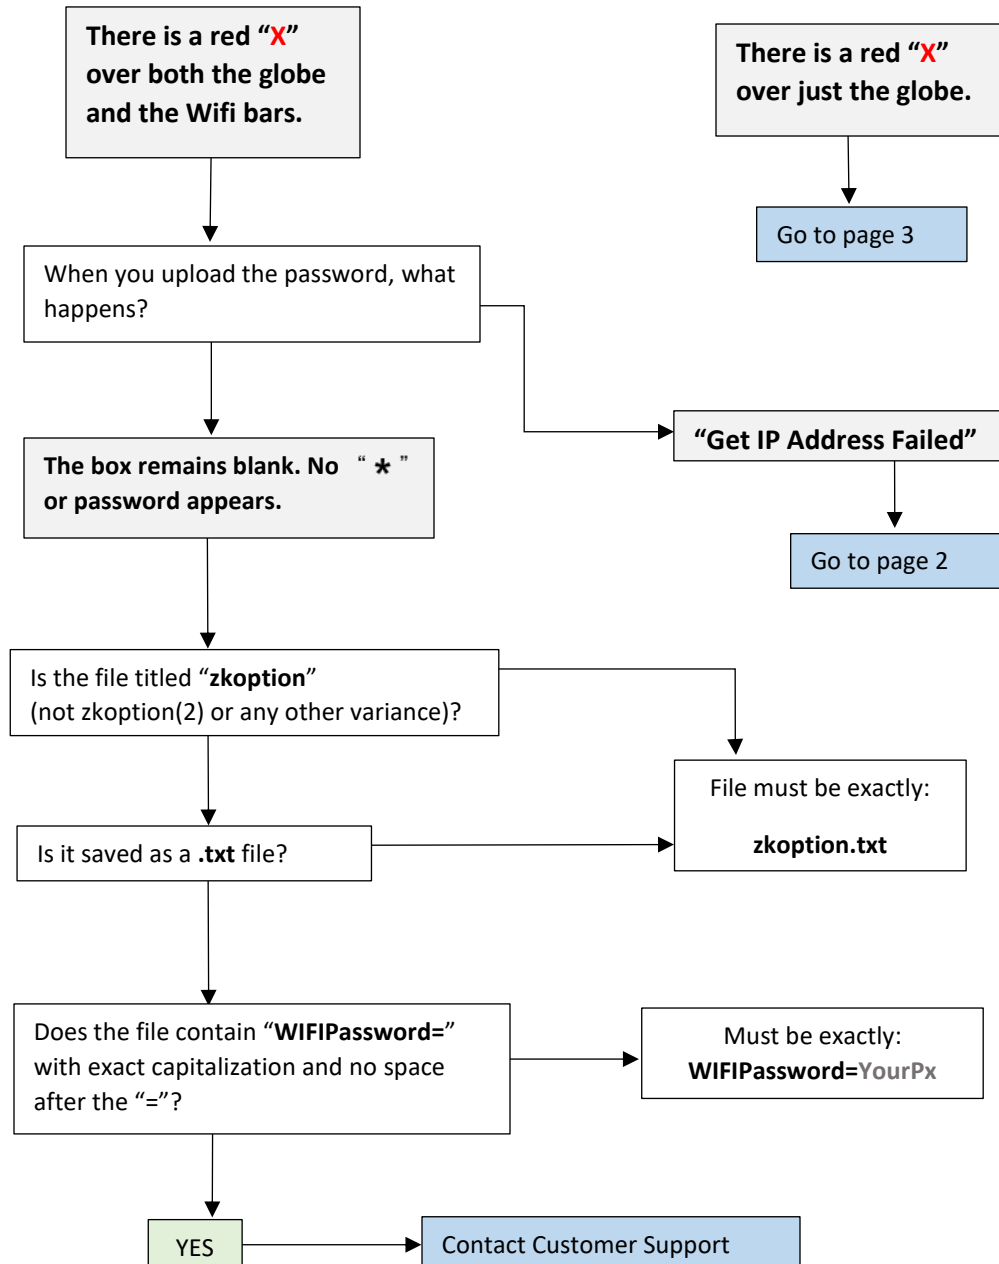 There is a red “X”
over both the globe
and the Wifi bars.
There is a red “X”
over just the globe.
Go to page 3
When you upload the password, what
happens?
“Get IP Address Failed”
Go to page 2
The box remains blank. No “ * ”
or password appears.
Is the file titled “zkoption”
(not zkoption(2) or any other variance)?
File must be exactly:
zkoption.txt
Is it saved as a .txt file?
Does the file contain “WIFIPassword=”
with exact capitalization and no space
after the “=”?
Must be exactly:
WIFIPassword=YourPx
YES
Contact Customer Support